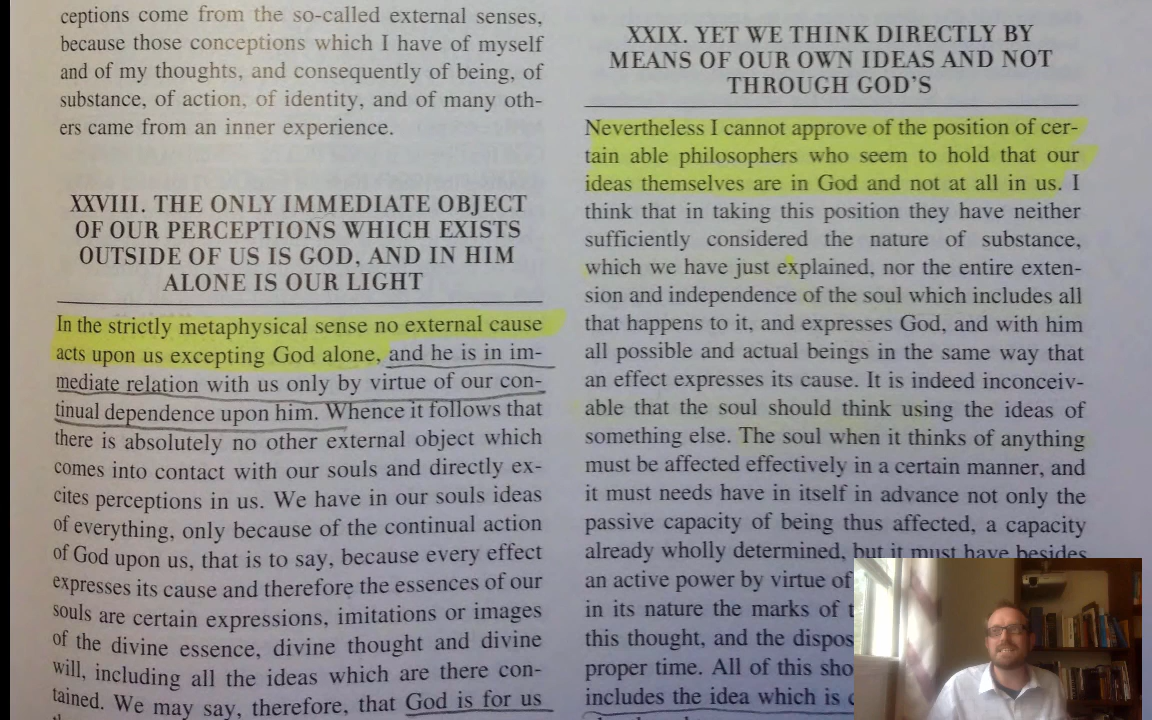 ceptions come from the so-called external senses,
because those conceptions which I have of myself
and of my thoughts, and consequently of being, of
substance, of action, of identity, and of many oth-
ers came from an inner experience.
XXVIII. THE ONLY IMMEDIATE OBJECT
OF OUR PERCEPTIONS WHICH EXISTS
OUTSIDE OF US IS GOD, AND IN HIM
ALONE IS OUR LIGHT
In the strictly metaphysical sense no external cause
acts upon us excepting God alone, and he is in im-
mediate relation with us only by virtue of our con-
tinual dependence upon him. Whence it follows that
there is absolutely no other external object which
comes into contact with our souls and directly ex-
cites perceptions in us. We have in our souls ideas
of everything, only because of the continual action
of God upon us, that is to say, because every effect
expresses its cause and therefore the essences of our
souls are certain expressions, imitations or images
of the divine essence, divine thought and divine
will, including all the ideas which are there con-
tained. We may say, therefore, that God is for us
XXIX. YET WE THINK DIRECTLY BY
MEANS OF OUR OWN IDEAS AND NOT
THROUGH GOD'S
Nevertheless I cannot approve of the position of cer-
tain able philosophers who seem to hold that our
ideas themselves are in God and not at all in us. I
think that in taking this position they have neither
sufficiently considered the nature of substance,
which we have just explained, nor the entire exten-
sion and independence of the soul which includes all
that happens to it, and expresses God, and with him
all possible and actual beings in the same way that
an effect expresses its cause. It is indeed inconceiv-
able that the soul should think using the ideas of
something else. The soul when it thinks of anything
must be affected effectively in a certain manner, and
it must needs have in itself in advance not only the
passive capacity of being thus affected, a capacity
already wholly determined, but it must have besides
an active power by virtue of
in its nature the marks of
this thought, and the
proper time. All of this
includes the idea which is